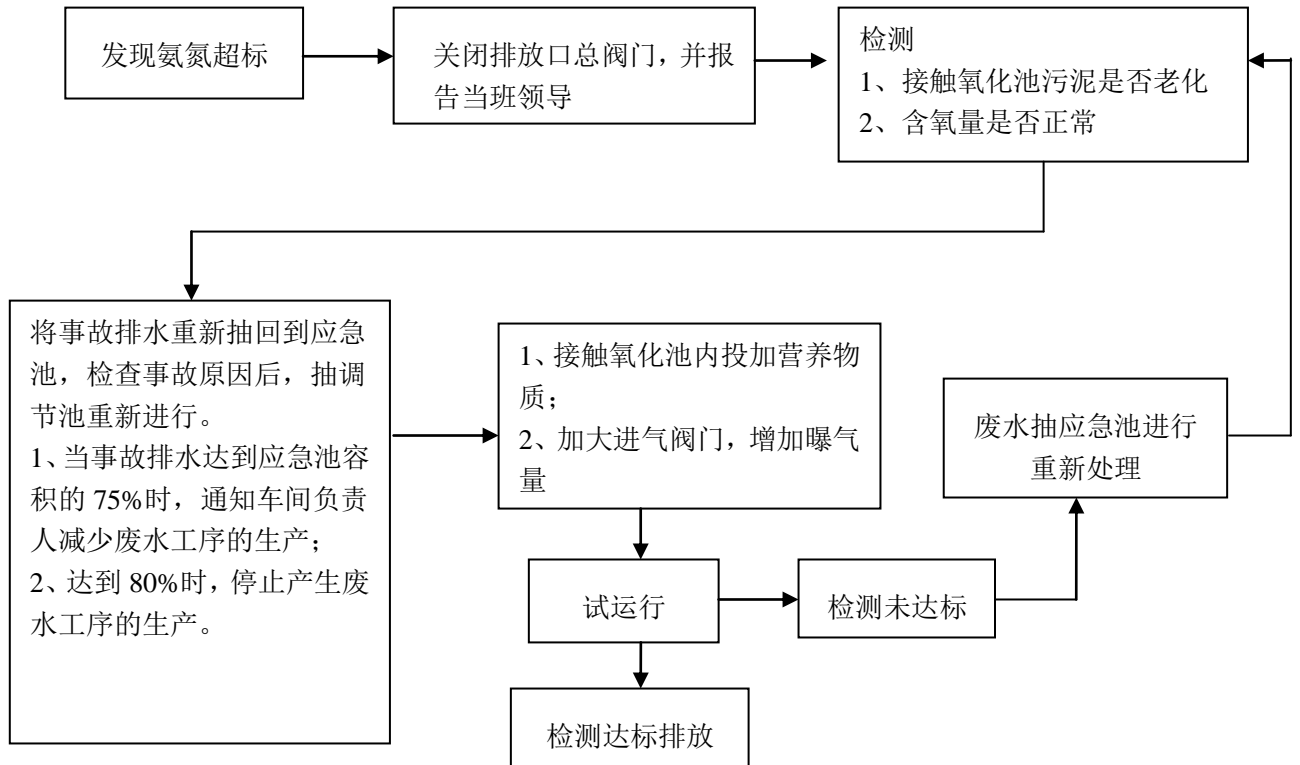 发现氨氮超标
关闭排放口总阀门，并报
告当班领导
检测
1、接触氧化池污泥是否老化
2、含氧量是否正常
将事故排水重新抽回到应急
池，检查事故原因后，抽调
节池重新进行。
1、当事故排水达到应急池容
积的 75%时，通知车间负责
人减少废水工序的生产；
2、达到 80%时，停止产生废
水工序的生产。
1、接触氧化池内投加营养物
质；
2、加大进气阀门，增加曝气
量
废水抽应急池进行
重新处理
试运行
检测未达标
检测达标排放